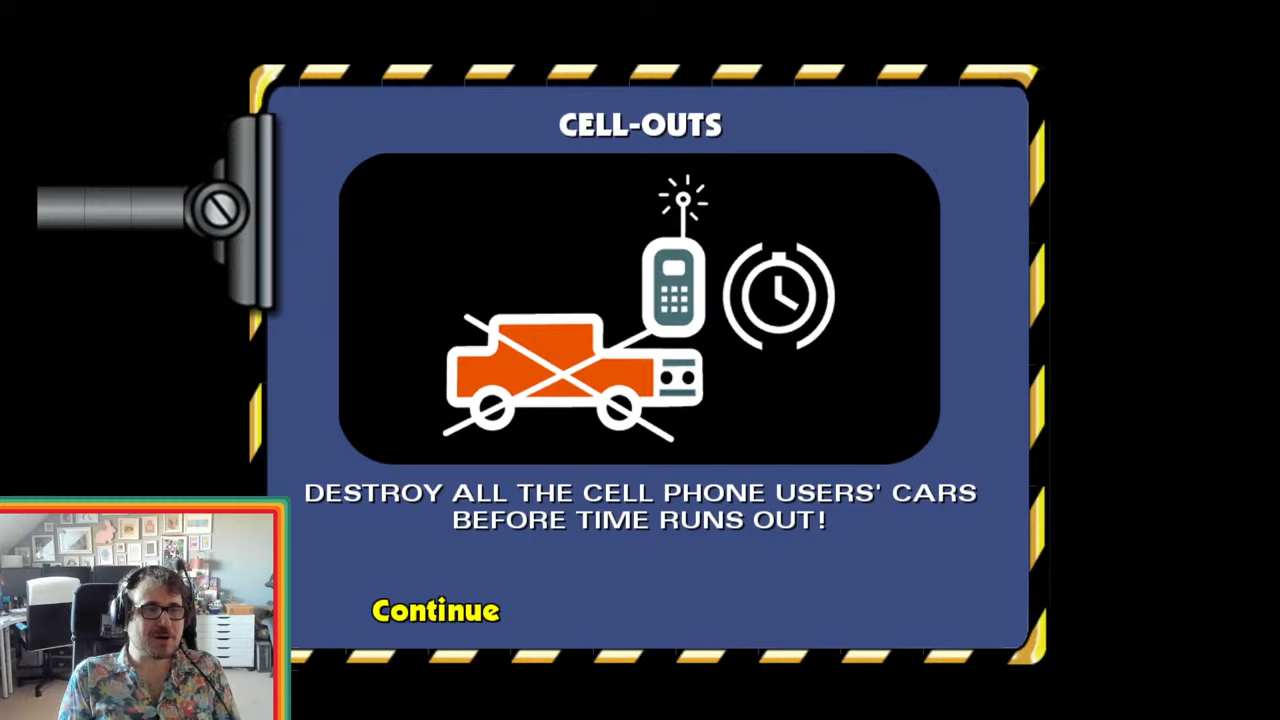 CELL-OUTS
DESTROY ALL THE CELL PHONE USERS' CARS
BEFORE TIME RUNS OUT!
Continue